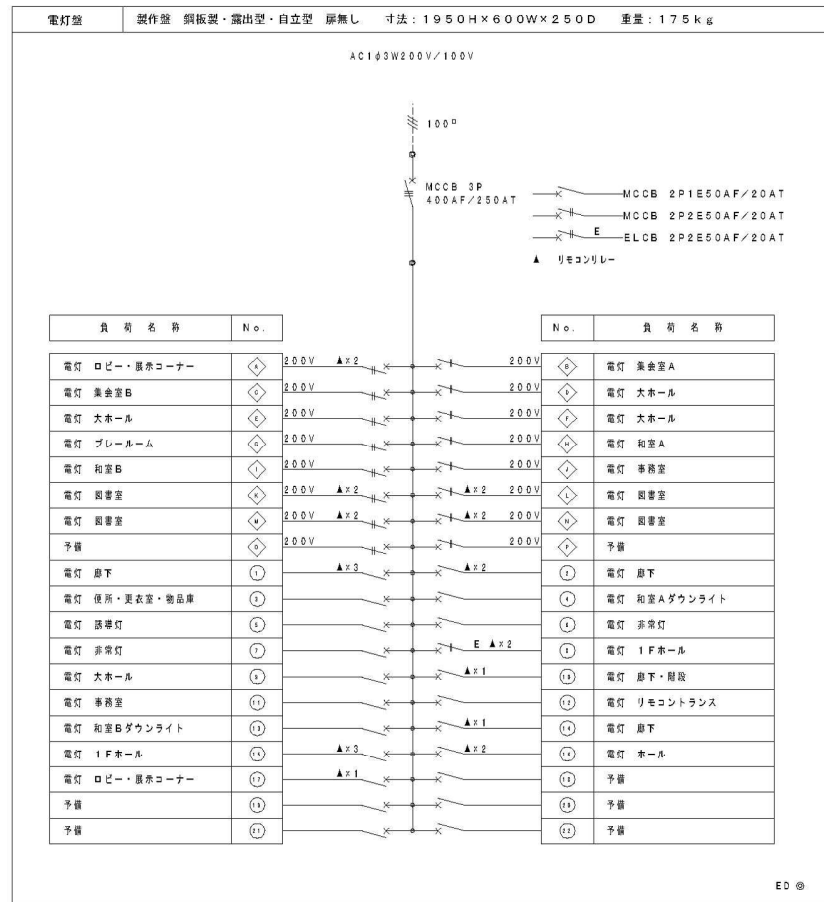 電灯盤 製作盤 鋼板製・露出型・自立型 扉無し 寸法:1950H×600W×250D 重量:175kg
AC1φ3W200V/100V
100□
MCCB 3P
400AF/250AT
MCCB 2P1E50AF/20AT
MCCB 2P2E50AF/20AT
E ELCB 2P2E50AF/20AT
▲ リモコンリレー
負荷名称 No. No. 負荷名称
電灯 ロビー・展示コーナー A 200V ▲×2 200V B 電灯 集会室A
電灯 集会室B C 200V 200V D 電灯 大ホール
電灯 大ホール E 200V 200V F 電灯 大ホール
電灯 プレールーム G 200V 200V H 電灯 和室A
電灯 和室B I 200V 200V J 電灯 事務室
電灯 図書室 K 200V ▲×2 ▲×2 200V L 電灯 図書室
電灯 図書室 M 200V ▲×2 ▲×2 200V N 電灯 図書室
予備 O 200V 200V P 予備
電灯 廊下 1 ▲×3 ▲×2 2 電灯 廊下
電灯 便所・更衣室・物品庫 3 4 電灯 和室Aダウンライト
電灯 誘導灯 5 6 電灯 非常灯
電灯 非常灯 7 E ▲×2 8 電灯 1Fホール
電灯 大ホール 9 ▲×1 10 電灯 廊下・階段
電灯 事務室 11 12 電灯 リモコントランス
電灯 和室Bダウンライト 13 ▲×1 14 電灯 廊下
電灯 1Fホール 15 ▲×3 ▲×2 16 電灯 ホール
電灯 ロビー・展示コーナー 17 ▲×1 18 予備
予備 19 20 予備
予備 21 22 予備
ED ◎